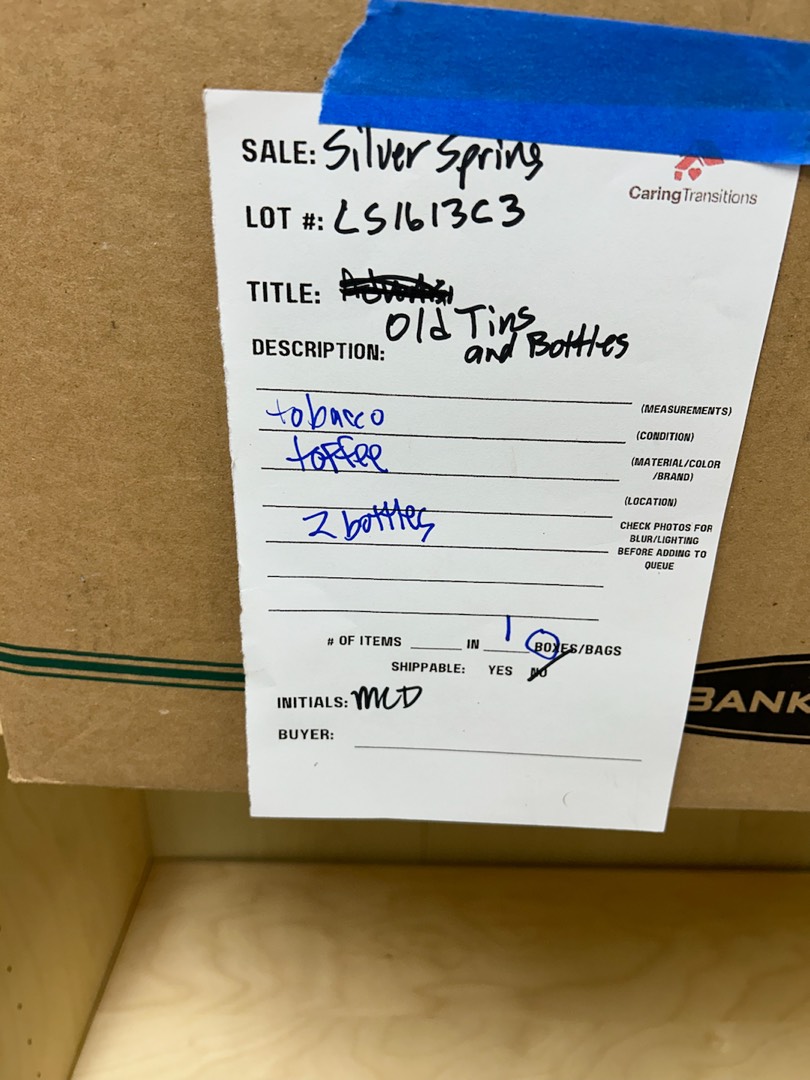 SALE: Silver Spring
CaringTransitions
LOT #: LS1613C3
TITLE:
Old Tins
and Bottles
DESCRIPTION:
(MEASUREMENTS)
tobacco
(CONDITION)
toffee
(MATERIAL/COLOR
/BRAND)
(LOCATION)
2 bottles
CHECK PHOTOS FOR
BLUR/LIGHTING
BEFORE ADDING TO
QUEUE
# OF ITEMS IN 1 BOXES/BAGS
SHIPPABLE: YES NO
INITIALS: MCD
BANK
BUYER: